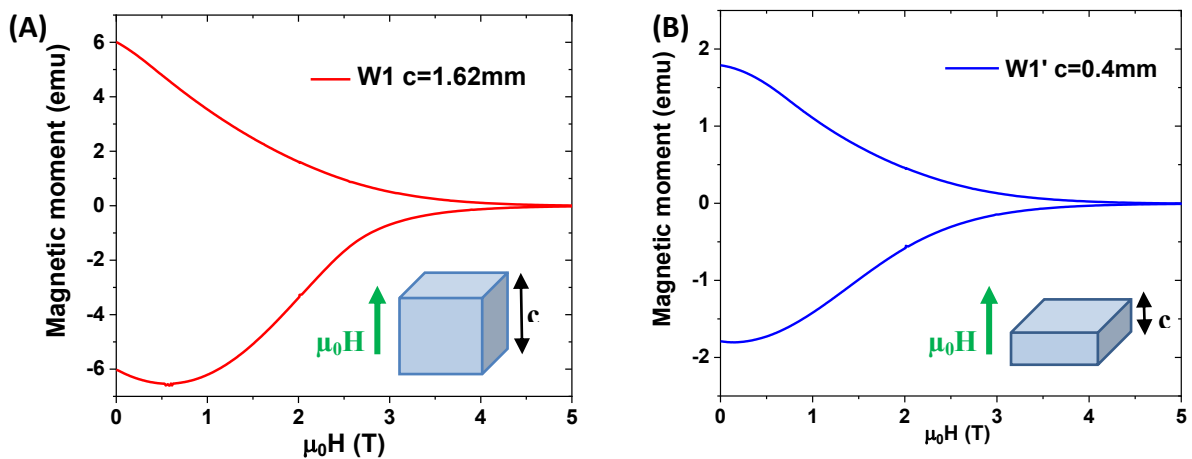 (A)
Magnetic moment (emu)
6
4
2
0
-2
-4
-6
W1 c=1.62mm
μ₀H
c
0 1 2 3 4 5
μ₀H (T)
(B)
Magnetic moment (emu)
2
1
0
-1
-2
W1' c=0.4mm
μ₀H
c
0 1 2 3 4 5
μ₀H (T)